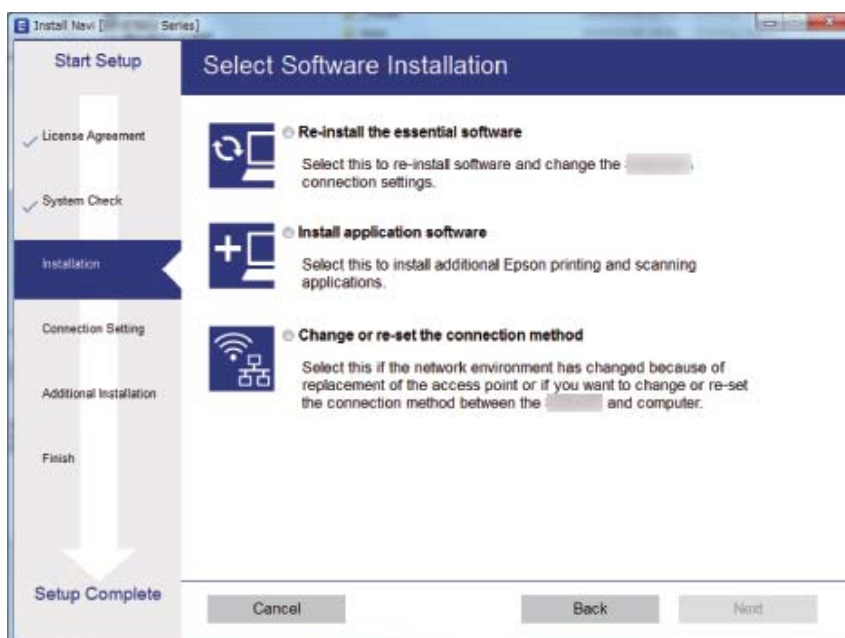 Install Navi [ Series]
Start Setup
License Agreement
System Check
Installation
Connection Setting
Additional Installation
Finish
Setup Complete
Select Software Installation
Re-install the essential software
Select this to re-install software and change the
connection settings.
Install application software
Select this to install additional Epson printing and scanning
applications.
Change or re-set the connection method
Select this if the network environment has changed because of
replacement of the access point or if you want to change or re-set
the connection method between the and computer.
Cancel
Back
Next